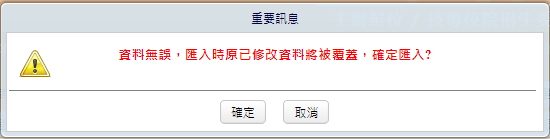 重要訊息
資料無誤，匯入時原已修改資料將被覆蓋，確定匯入?
確定
取消